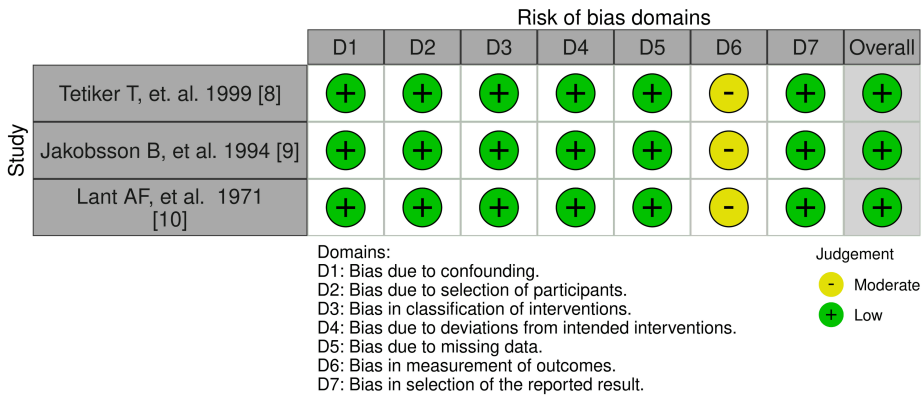 Risk of bias domains
D1 D2 D3 D4 D5 D6 D7 Overall
Study
Tetiker T, et. al. 1999 [8] + + + + + - + +
Jakobsson B, et al. 1994 [9] + + + + + - + +
Lant AF, et al.  1971
[10] + + + + + - + +
Domains:
D1: Bias due to confounding.
D2: Bias due to selection of participants.
D3: Bias in classification of interventions.
D4: Bias due to deviations from intended interventions.
D5: Bias due to missing data.
D6: Bias in measurement of outcomes.
D7: Bias in selection of the reported result.
Judgement
- Moderate
+ Low